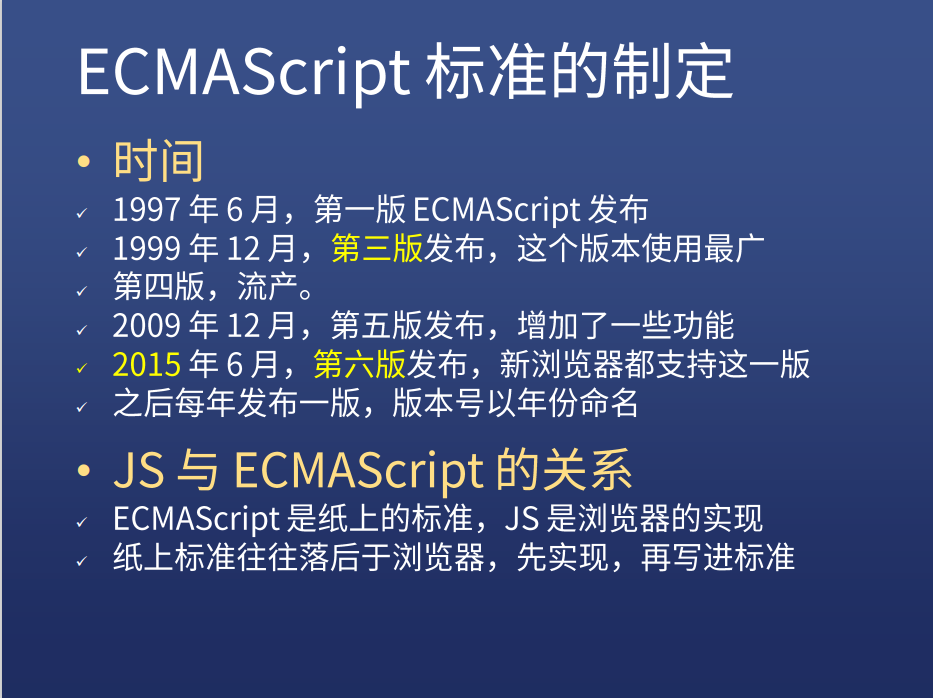 ECMAScript 标准的制定
• 时间
✓ 1997 年 6 月，第一版 ECMAScript 发布
✓ 1999 年 12 月，第三版发布，这个版本使用最广
✓ 第四版，流产。
✓ 2009 年 12 月，第五版发布，增加了一些功能
✓ 2015 年 6 月，第六版发布，新浏览器都支持这一版
✓ 之后每年发布一版，版本号以年份命名
• JS 与 ECMAScript 的关系
✓ ECMAScript 是纸上的标准，JS 是浏览器的实现
✓ 纸上标准往往落后于浏览器，先实现，再写进标准